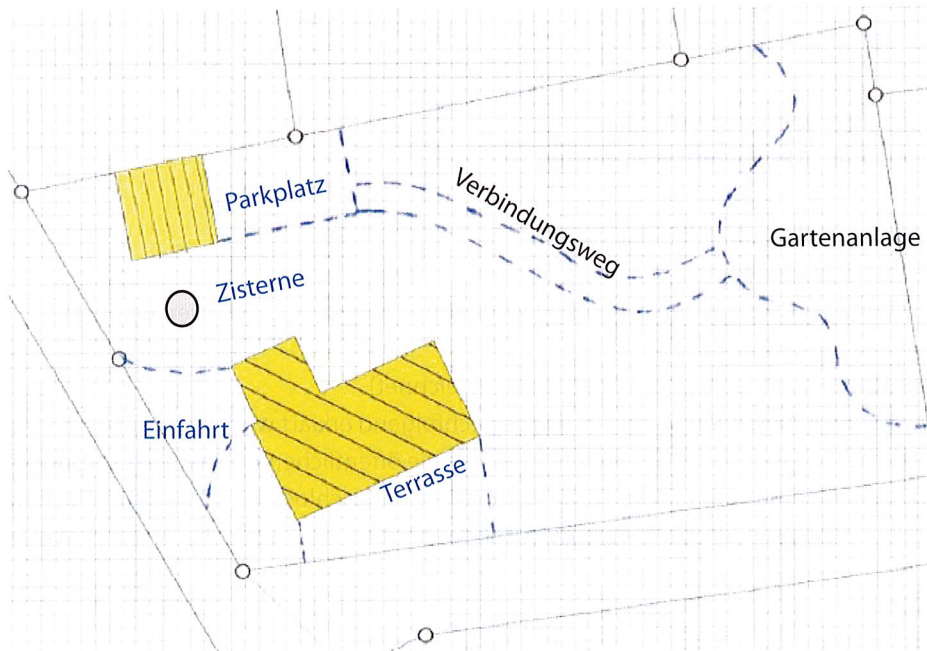 Parkplatz
Verbindungsweg
Gartenanlage
Zisterne
Einfahrt
Terrasse